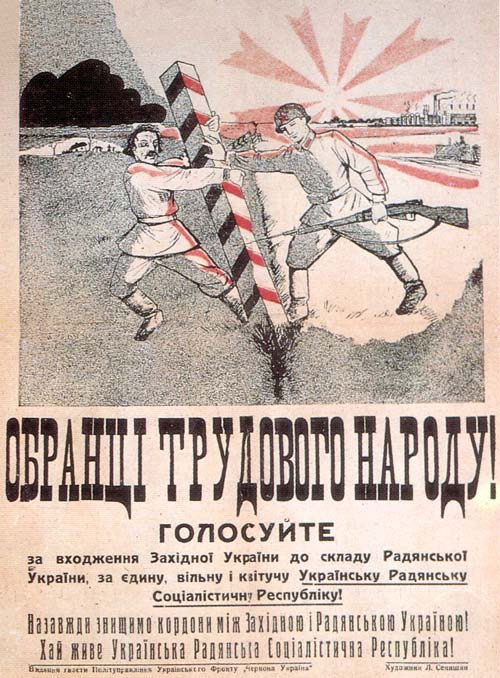 ОБРАНЦІ ТРУДОВОГО НАРОДУ!
ГОЛОСУЙТЕ
за входження Західної України до складу Радянської
України, за єдину, вільну і квітучу Українську Радянську
Соціалістичну Республіку!
Назавжди знищимо кордони між Західною і Радянською Україною!
Хай живе Українська Радянська Соціалістична Республіка!
Видання газети Політуправління Українського Фронту „Червона Україна“ Художник Л.